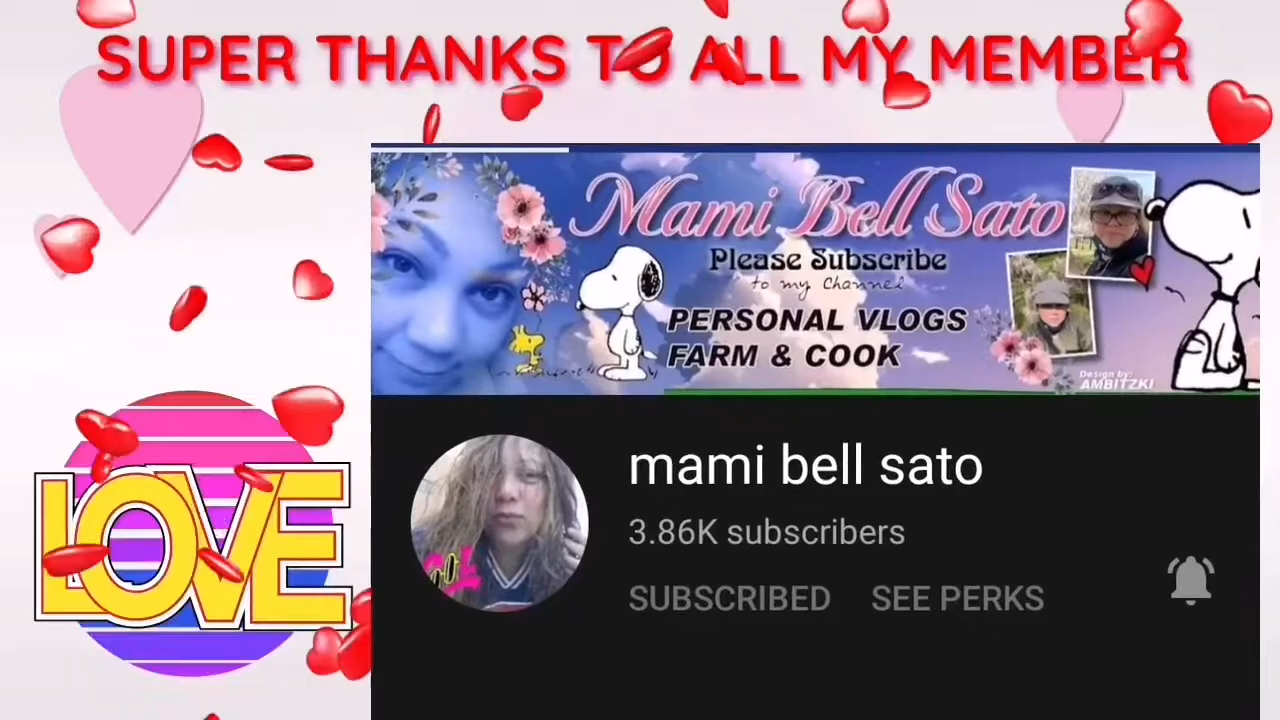 SUPER THANKS TO ALL MY MEMBER
Mami Bell Sato
Please Subscribe
to my Channel
PERSONAL VLOGS
FARM & COOK
Design by:
AMBITZKI
LOVE
mami bell sato
3.86K subscribers
SUBSCRIBED SEE PERKS